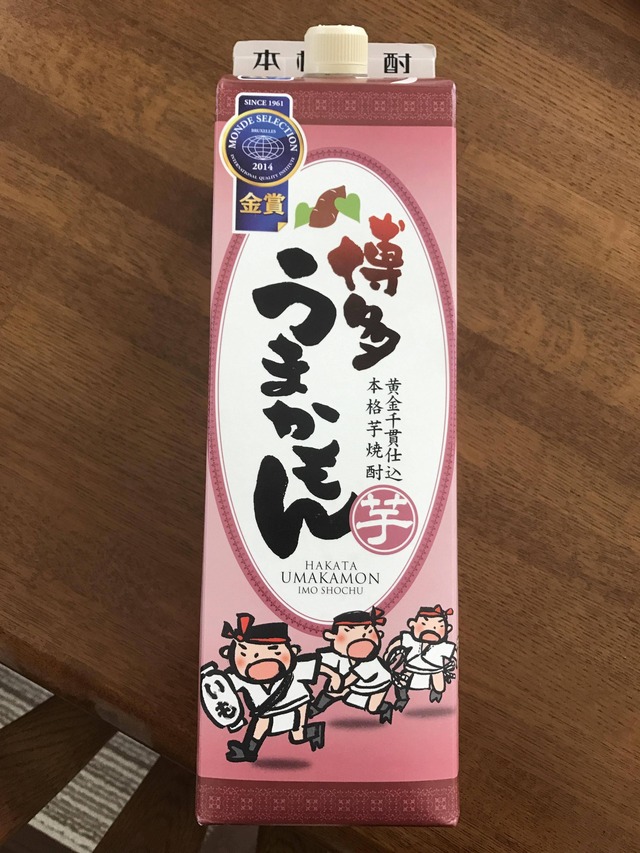 本格 酎
SINCE 1961
MONDE SELECTION
BRUXELLES
INTERNATIONAL QUALITY INSTITUTE
2014
金賞
博多
うまかもん
黄金千貫仕込
本格芋焼酎
芋
HAKATA
UMAKAMON
IMO SHOCHU
いも